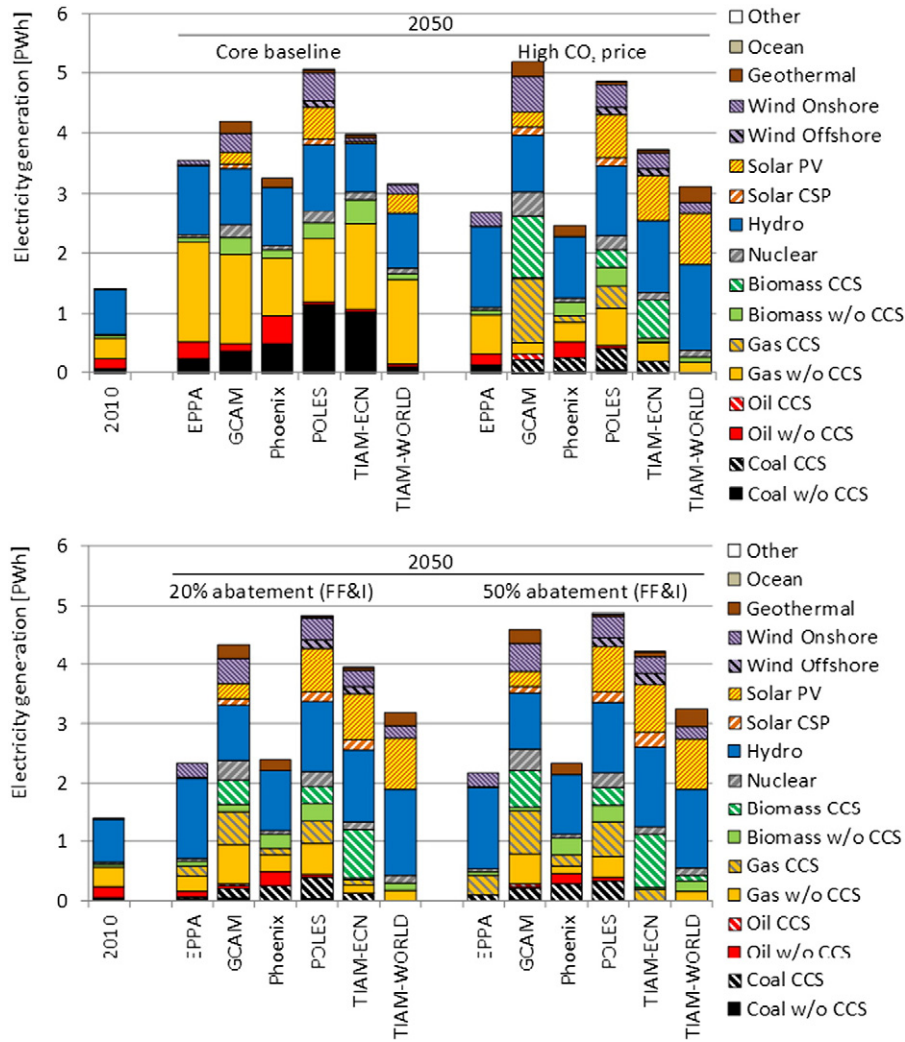 6
2050
Core baseline
High CO₂ price
5
4
3
2
1
0
Electricity generation [PWh]
2010
EPPA
GCAM
Phoenix
POLES
TIAM-ECN
TIAM-WORLD
EPPA
GCAM
Phoenix
POLES
TIAM-ECN
TIAM-WORLD
Other
Ocean
Geothermal
Wind Onshore
Wind Offshore
Solar PV
Solar CSP
Hydro
Nuclear
Biomass CCS
Biomass w/o CCS
Gas CCS
Gas w/o CCS
Oil CCS
Oil w/o CCS
Coal CCS
Coal w/o CCS
6
2050
20% abatement (FF&I)
50% abatement (FF&I)
5
4
3
2
1
0
Electricity generation [PWh]
2010
EPPA
GCAM
Phoenix
POLES
TIAM-ECN
TIAM-WORLD
EPPA
GCAM
Phoenix
POLES
TIAM-ECN
TIAM-WORLD
Other
Ocean
Geothermal
Wind Onshore
Wind Offshore
Solar PV
Solar CSP
Hydro
Nuclear
Biomass CCS
Biomass w/o CCS
Gas CCS
Gas w/o CCS
Oil CCS
Oil w/o CCS
Coal CCS
Coal w/o CCS